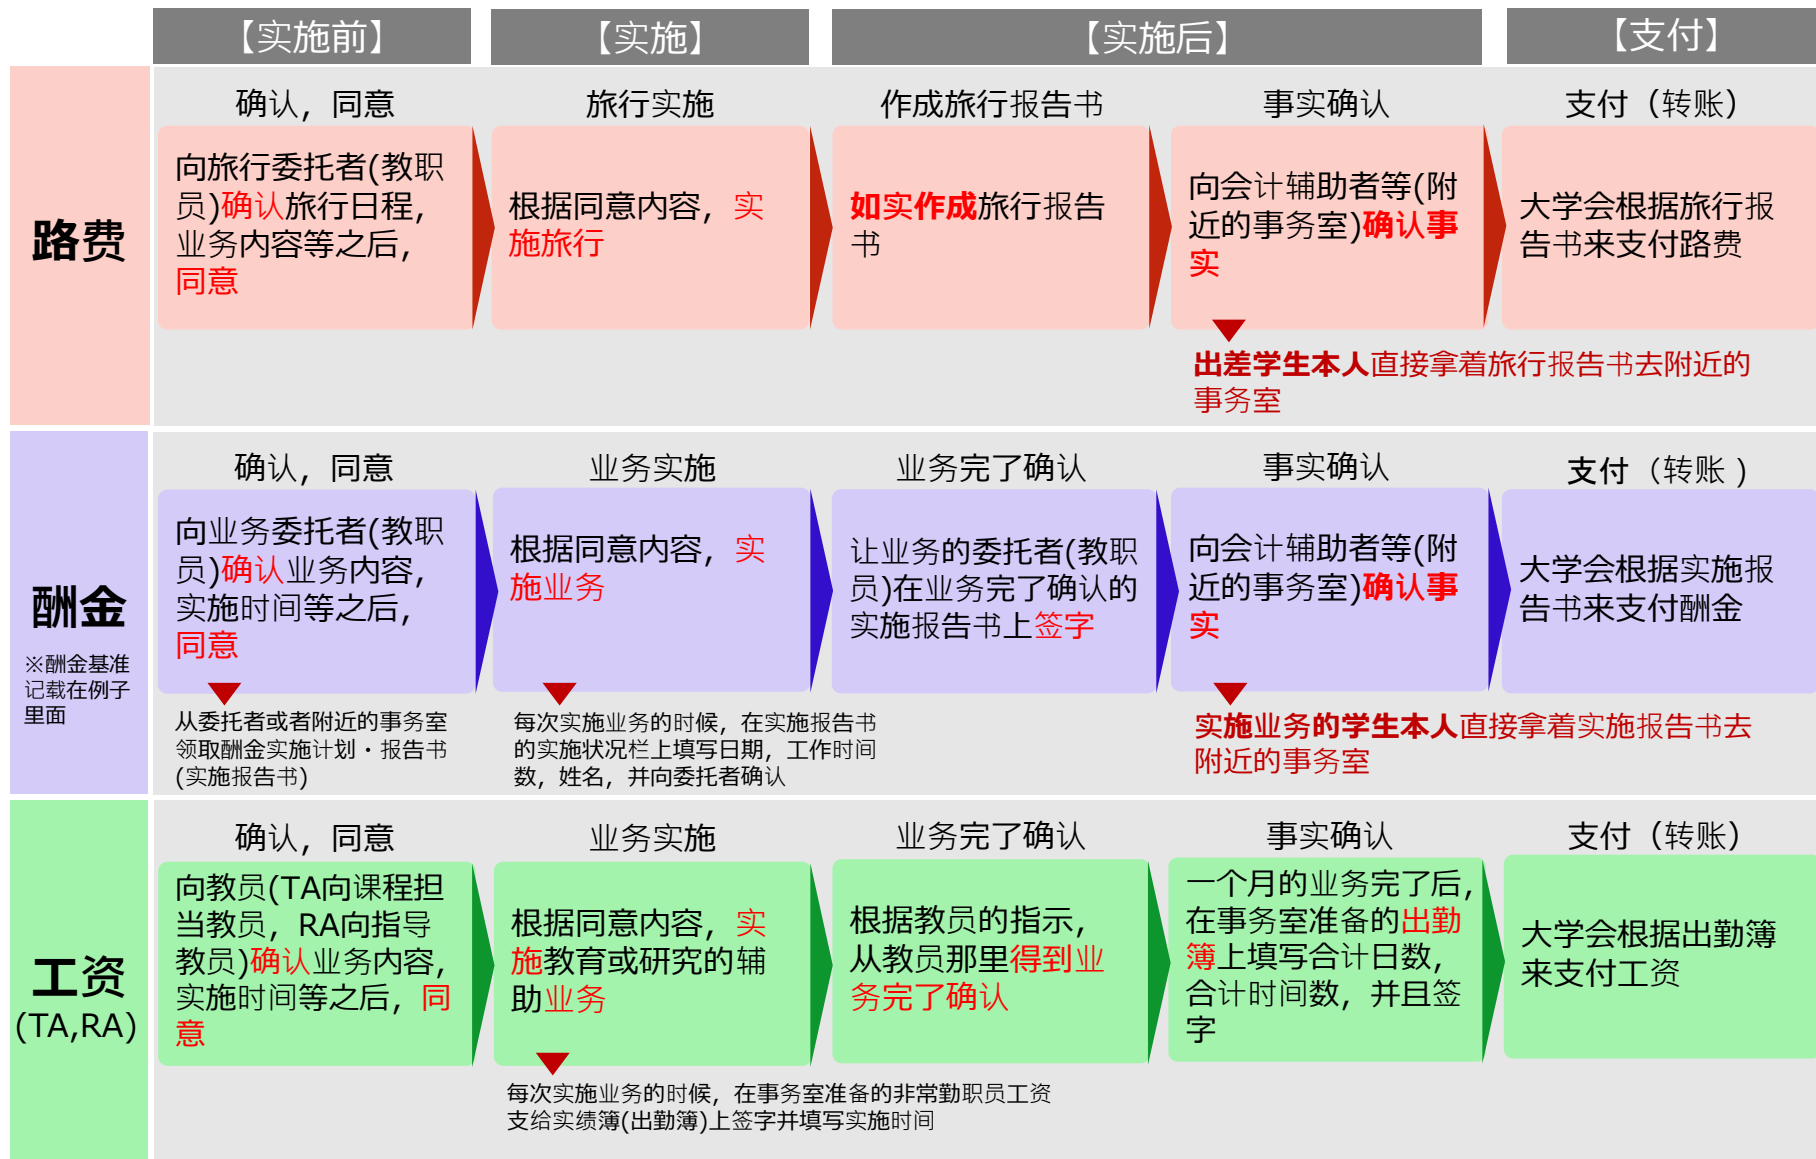 【实施前】
【实施】
【实施后】
【支付】
路费
确认，同意
向旅行委托者(教职
员)确认旅行日程，
业务内容等之后，
同意
旅行实施
根据同意内容，实
施旅行
作成旅行报告书
如实作成旅行报告
书
事实确认
向会计辅助者等(附
近的事务室)确认事
实
出差学生本人直接拿着旅行报告书去附近的
事务室
支付（转账）
大学会根据旅行报
告书来支付路费
酬金
※酬金基准
记载在例子
里面
确认，同意
向业务委托者(教职
员)确认业务内容，
实施时间等之后，
同意
从委托者或者附近的事务室
领取酬金实施计划・报告书
(实施报告书)
业务实施
根据同意内容，实
施业务
每次实施业务的时候，在实施报告书
的实施状况栏上填写日期，工作时间
数，姓名，并向委托者确认
业务完了确认
让业务的委托者(教职
员)在业务完了确认的
实施报告书上签字
事实确认
向会计辅助者等(附
近的事务室)确认事
实
实施业务的学生本人直接拿着实施报告书去
附近的事务室
支付（转账 )
大学会根据实施报
告书来支付酬金
工资
(TA,RA)
确认，同意
向教员(TA向课程担
当教员，RA向指导
教员)确认业务内容，
实施时间等之后，同
意
业务实施
根据同意内容，实
施教育或研究的辅
助业务
每次实施业务的时候，在事务室准备的非常勤职员工资
支给实绩簿(出勤簿)上签字并填写实施时间
业务完了确认
根据教员的指示，
从教员那里得到业
务完了确认
事实确认
一个月的业务完了后，
在事务室准备的出勤
簿上填写合计日数，
合计时间数，并且签
字
支付（转账）
大学会根据出勤簿
来支付工资